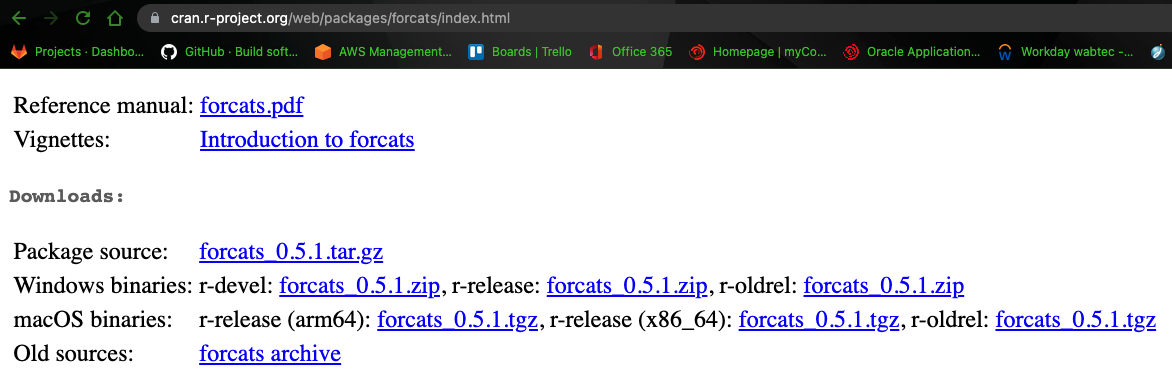 cran.r-project.org/web/packages/forcats/index.html
Projects · Dashbo... GitHub · Build soft... AWS Management... Boards | Trello Office 365 Homepage | myCo... Oracle Application... Workday wabtec -...
Reference manual: forcats.pdf
Vignettes: Introduction to forcats
Downloads:
Package source: forcats_0.5.1.tar.gz
Windows binaries: r-devel: forcats_0.5.1.zip, r-release: forcats_0.5.1.zip, r-oldrel: forcats_0.5.1.zip
macOS binaries: r-release (arm64): forcats_0.5.1.tgz, r-release (x86_64): forcats_0.5.1.tgz, r-oldrel: forcats_0.5.1.tgz
Old sources: forcats archive